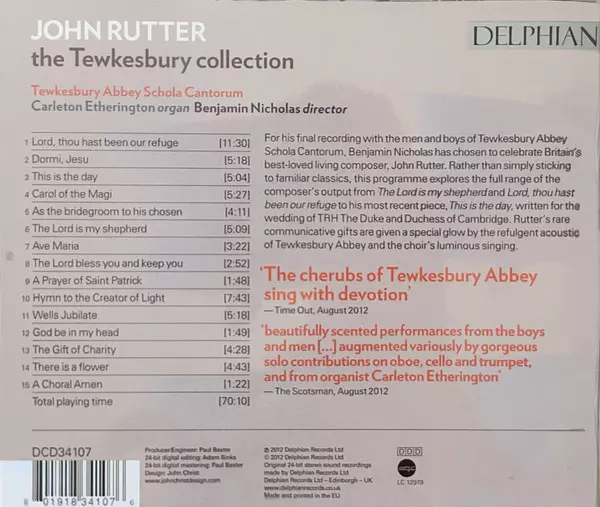 JOHN RUTTER
the Tewkesbury collection
DELPHIAN
Tewkesbury Abbey Schola Cantorum
Carleton Etherington organ Benjamin Nicholas director
1 Lord, thou hast been our refuge [11:30]
2 Dormi, Jesu [5:18]
3 This is the day [5:04]
4 Carol of the Magi [5:27]
5 As the bridegroom to his chosen [4:11]
6 The Lord is my shepherd [5:09]
7 Ave Maria [3:22]
8 The Lord bless you and keep you [2:52]
9 A Prayer of Saint Patrick [1:48]
10 Hymn to the Creator of Light [7:43]
11 Wells Jubilate [5:18]
12 God be in my head [1:49]
13 The Gift of Charity [4:28]
14 There is a flower [4:43]
15 A Choral Amen [1:22]
Total playing time [70:10]
For his final recording with the men and boys of Tewkesbury Abbey
Schola Cantorum, Benjamin Nicholas has chosen to celebrate Britain's
best-loved living composer, John Rutter. Rather than simply sticking
to familiar classics, this programme explores the full range of the
composer's output from The Lord is my shepherd and Lord, thou hast
been our refuge to his most recent piece, This is the day, written for the
wedding of TRH The Duke and Duchess of Cambridge. Rutter's rare
communicative gifts are given a special glow by the refulgent acoustic
of Tewkesbury Abbey and the choir's luminous singing.
'The cherubs of Tewkesbury Abbey
sing with devotion'
— Time Out, August 2012
'beautifully scented performances from the boys
and men [...] augmented variously by gorgeous
solo contributions on oboe, cello and trumpet,
and from organist Carleton Etherington'
— The Scotsman, August 2012
DCD34107
01918 34107 6
Producer/Engineer: Paul Baxter
24-bit digital editing: Adam Binks
24-bit digital mastering: Paul Baxter
Design: John Christ
www.johnchristdesign.com
℗ 2012 Delphian Records Ltd
© 2012 Delphian Records Ltd
Original 24-bit stereo sound recordings
made by Delphian Records Ltd
Delphian Records Ltd – Edinburgh – UK
www.delphianrecords.co.uk
Made and printed in the EU
DDD
LC 12979